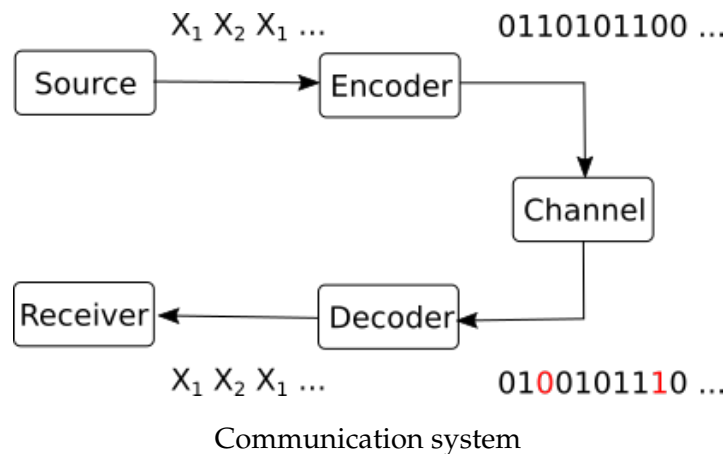 X₁ X₂ X₁ ...
0110101100 ...
Source
Encoder
Channel
Receiver
Decoder
X₁ X₂ X₁ ...
0100101110 ...
Communication system